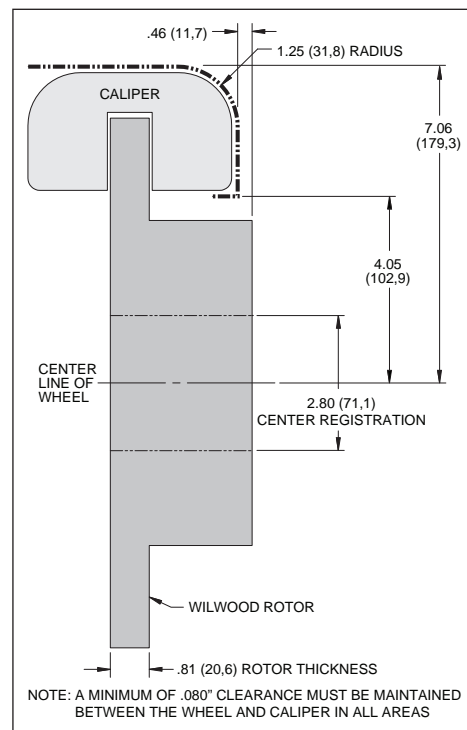 .46 (11,7)
1.25 (31,8) RADIUS
CALIPER
7.06
(179,3)
4.05
(102,9)
CENTER
LINE OF
WHEEL
2.80 (71,1)
CENTER REGISTRATION
WILWOOD ROTOR
.81 (20,6) ROTOR THICKNESS
NOTE: A MINIMUM OF .080" CLEARANCE MUST BE MAINTAINED
BETWEEN THE WHEEL AND CALIPER IN ALL AREAS